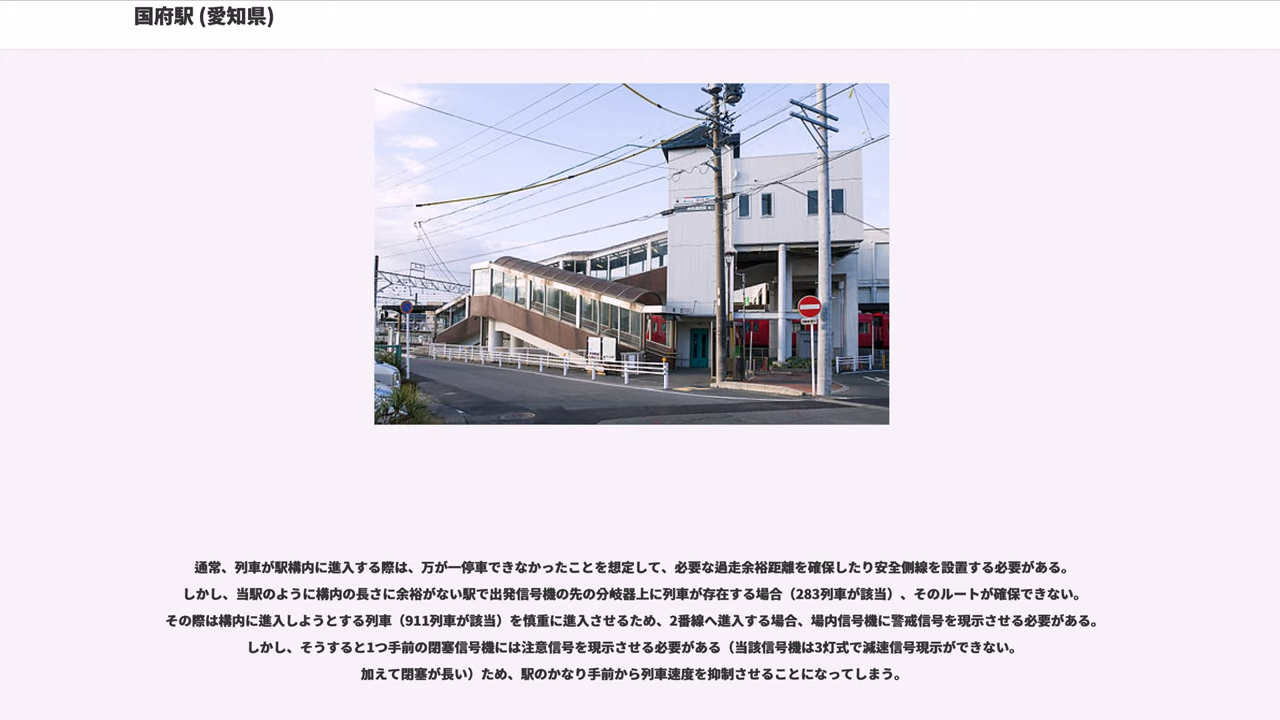 国府駅 (愛知県)
通常、列車が駅構内に進入する際は、万が一停車できなかったことを想定して、必要な過走余裕距離を確保したり安全側線を設置する必要がある。
しかし、当駅のように構内の長さに余裕がない駅で出発信号機の先の分岐器上に列車が存在する場合（283列車が該当）、そのルートが確保できない。
その際は構内に進入しようとする列車（911列車が該当）を慎重に進入させるため、2番線へ進入する場合、場内信号機に警戒信号を現示させる必要がある。
しかし、そうすると1つ手前の閉塞信号機には注意信号を現示させる必要がある（当該信号機は3灯式で減速信号現示ができない。
加えて閉塞が長い）ため、駅のかなり手前から列車速度を抑制させることになってしまう。